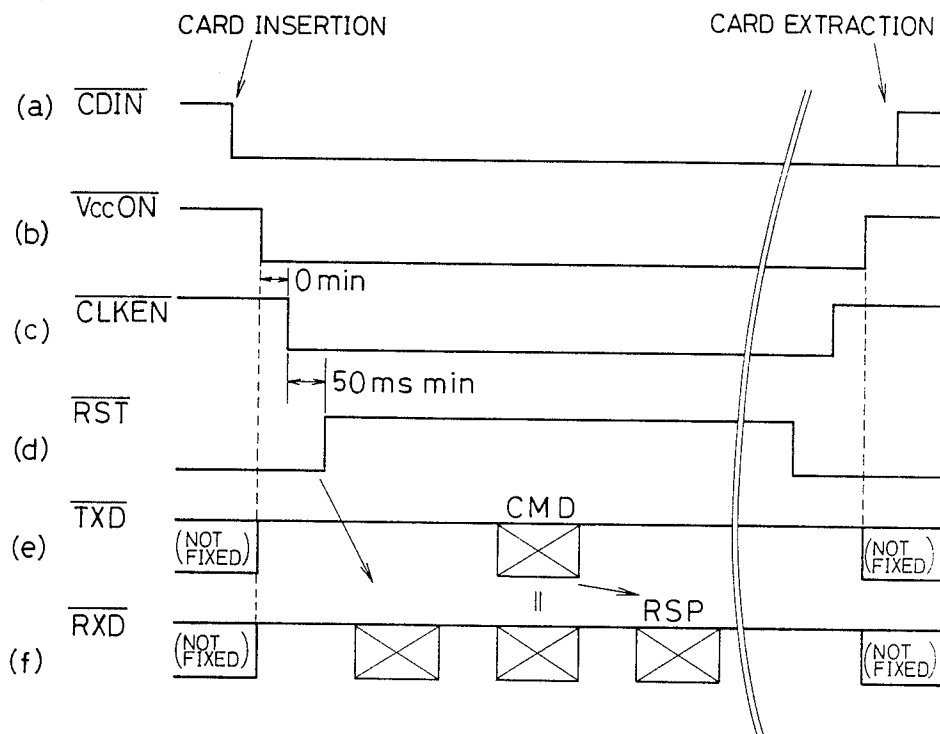 CARD INSERTION
CARD EXTRACTION
(a) CDIN
(b) VccON
0 min
(c) CLKEN
50ms min
(d) RST
(e) TXD
(NOT FIXED)
CMD
(NOT FIXED)
=
RSP
(f) RXD
(NOT FIXED)
(NOT FIXED)